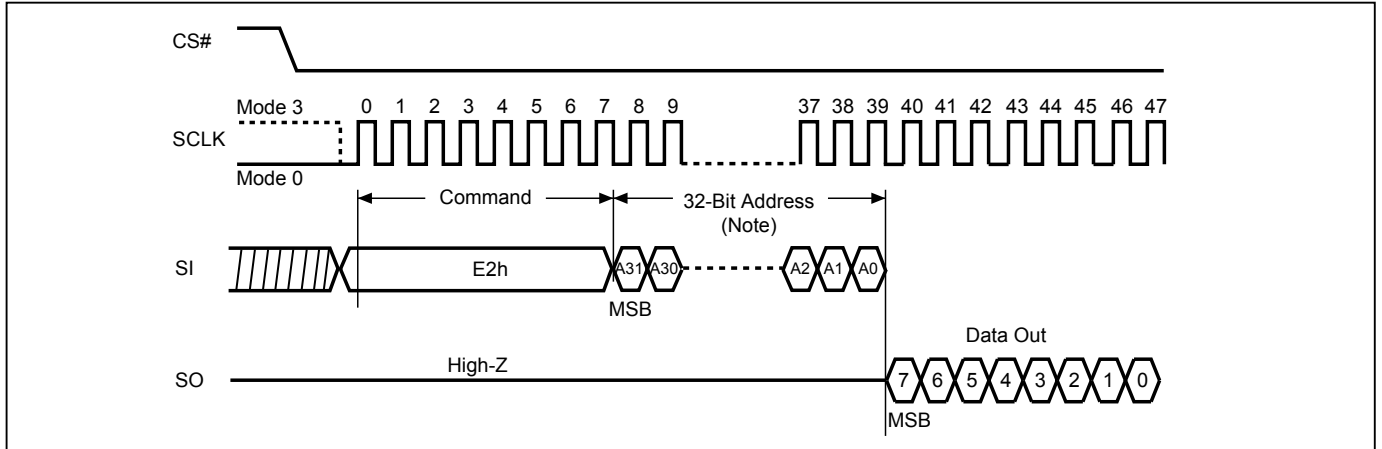 CS#
Mode 3
0 1 2 3 4 5 6 7 8 9 37 38 39 40 41 42 43 44 45 46 47
SCLK
Mode 0
Command
32-Bit Address
(Note)
SI
E2h
A31 A30 A2 A1 A0
MSB
Data Out
High-Z
SO
7 6 5 4 3 2 1 0
MSB